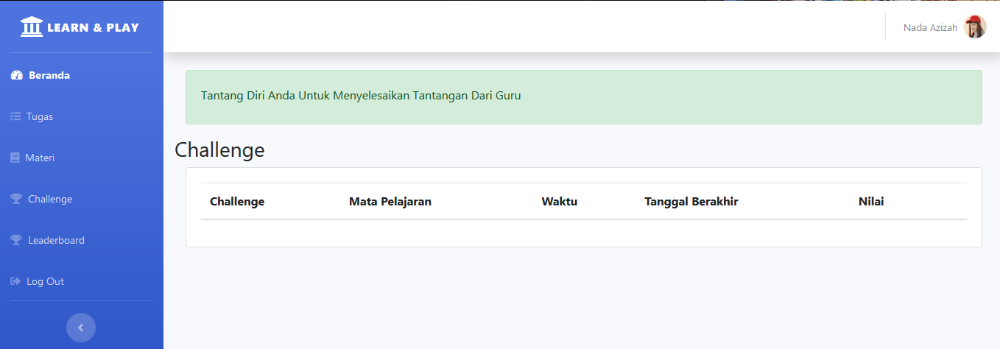 LEARN & PLAY
Nada Azizah
Beranda
Tugas
Materi
Challenge
Leaderboard
Log Out
Tantang Diri Anda Untuk Menyelesaikan Tantangan Dari Guru
Challenge
Challenge Mata Pelajaran Waktu Tanggal Berakhir Nilai